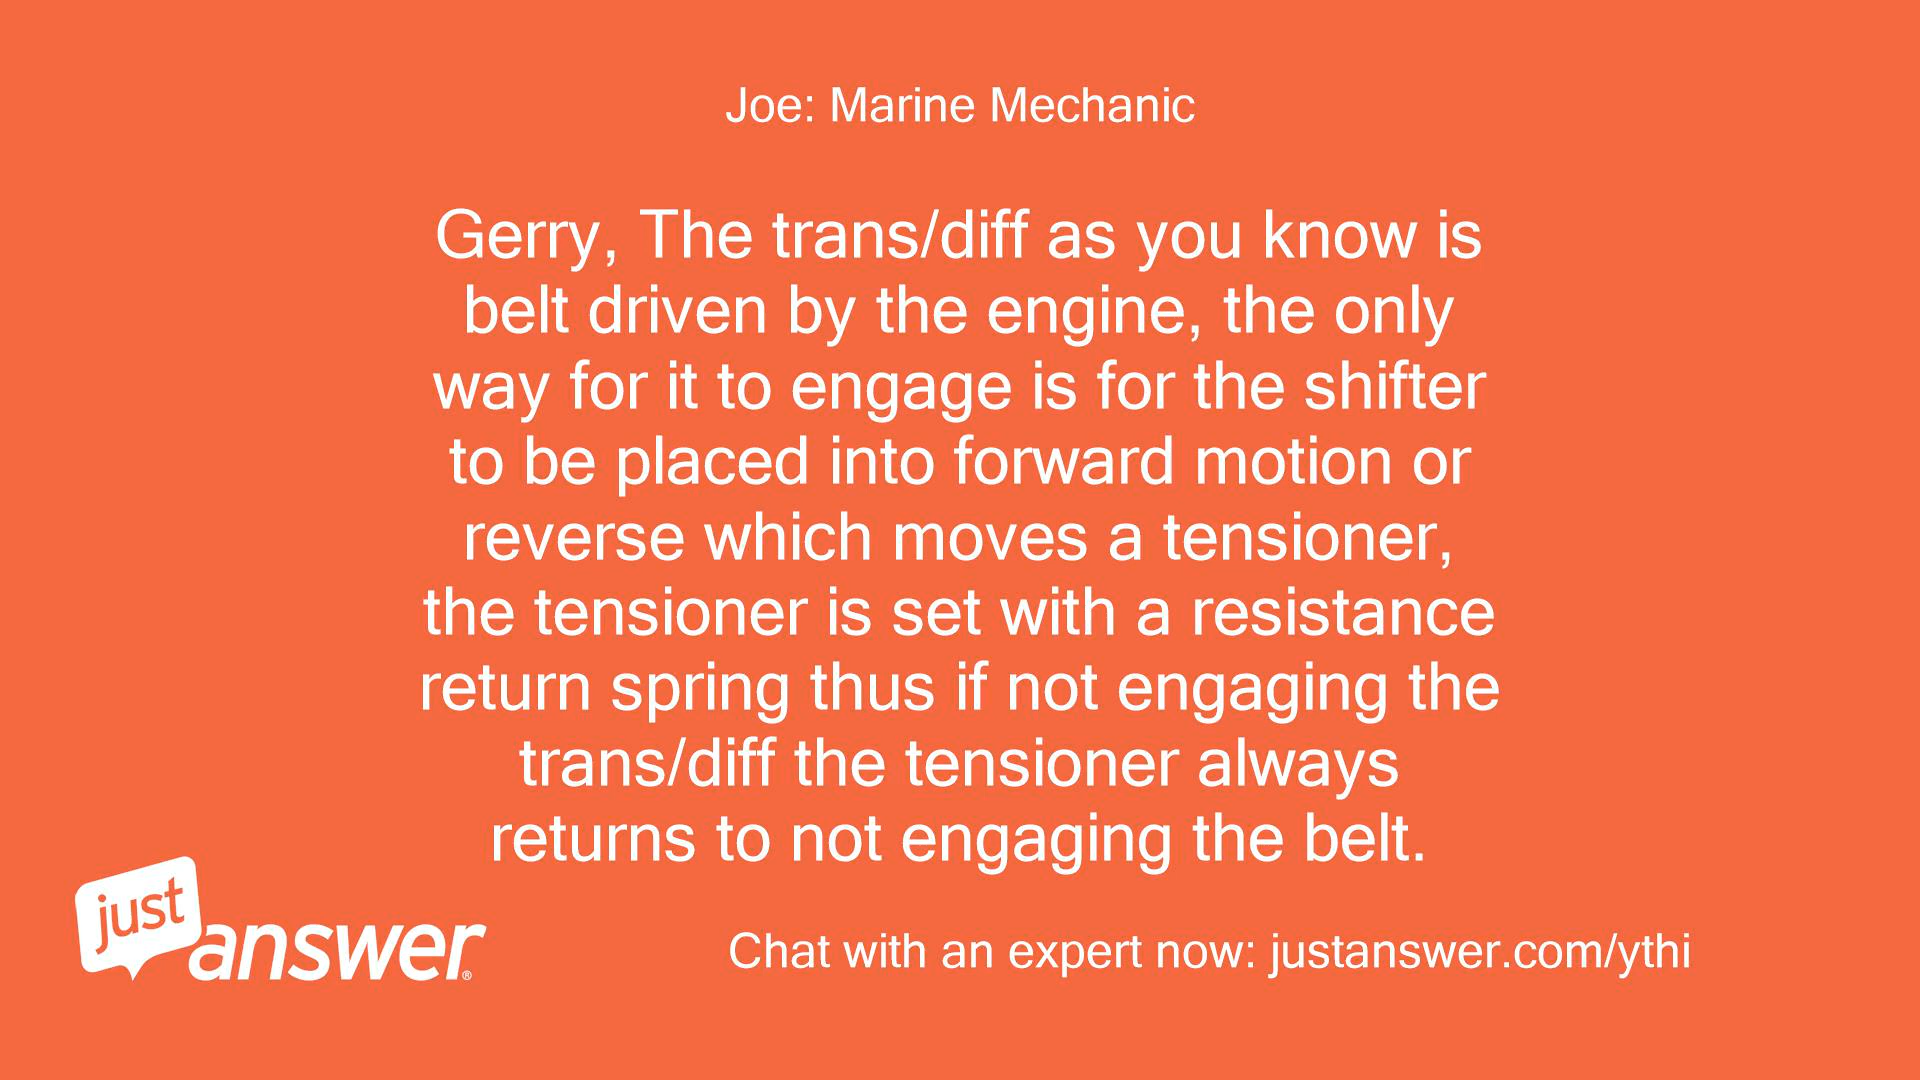 Joe: Marine Mechanic
Gerry, The trans/diff as you know is
belt driven by the engine, the only
way for it to engage is for the shifter
to be placed into forward motion or
reverse which moves a tensioner,
the tensioner is set with a resistance
return spring thus if not engaging the
trans/diff the tensioner always
returns to not engaging the belt.
just
answer®
Chat with an expert now: justanswer.com/ythi